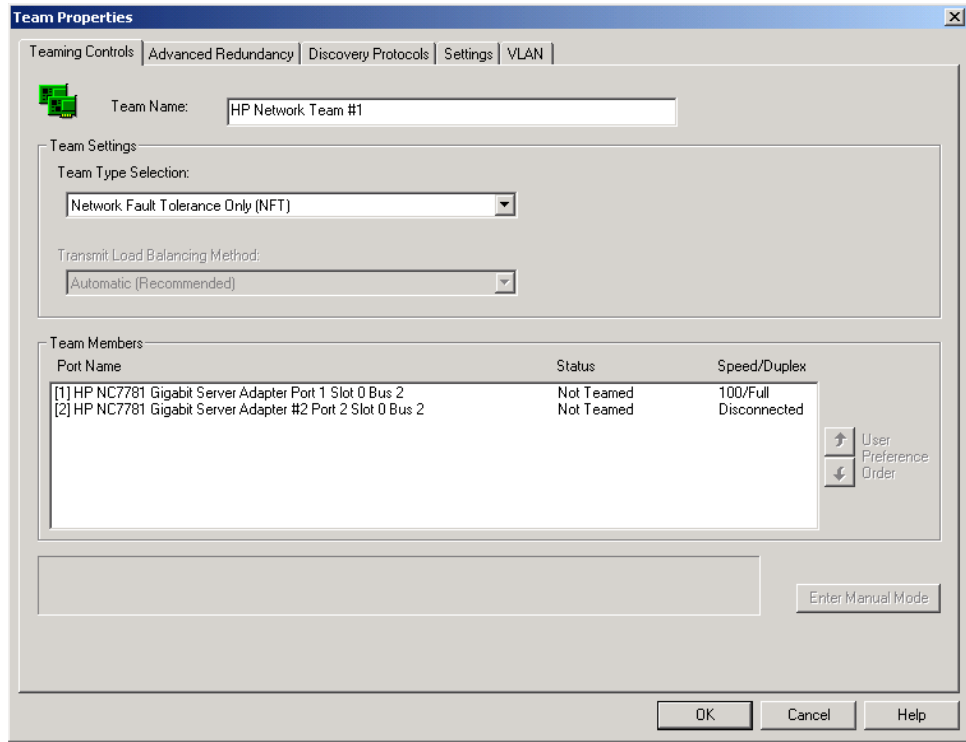 Team Properties
Teaming Controls Advanced Redundancy Discovery Protocols Settings VLAN
Team Name: HP Network Team #1
Team Settings
Team Type Selection:
Network Fault Tolerance Only (NFT)
Transmit Load Balancing Method:
Automatic (Recommended)
Team Members
Port Name Status Speed/Duplex
[1] HP NC7781 Gigabit Server Adapter Port 1 Slot 0 Bus 2 Not Teamed 100/Full
[2] HP NC7781 Gigabit Server Adapter #2 Port 2 Slot 0 Bus 2 Not Teamed Disconnected
User
Preference
Order
Enter Manual Mode
OK Cancel Help